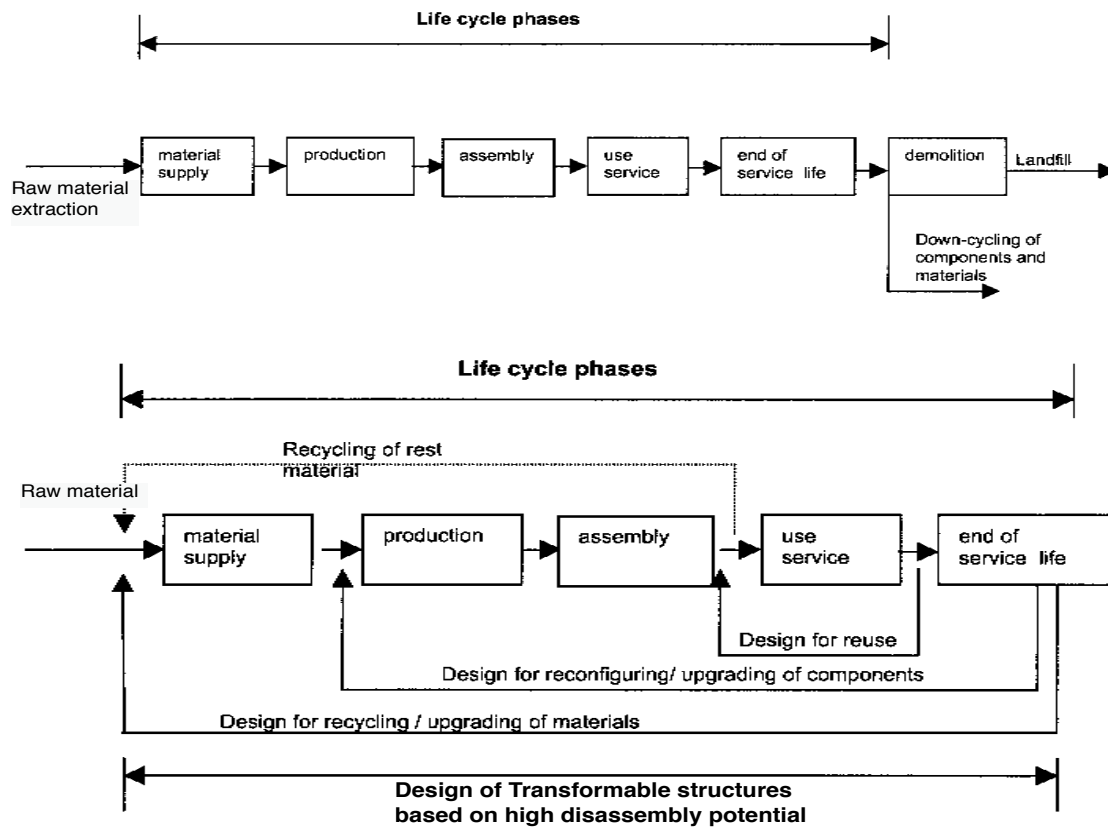 Life cycle phases
material
supply
production
assembly
use
service
end of
service life
demolition
Landfill
Raw material
extraction
Down-cycling of
components and
materials
Life cycle phases
Recycling of rest
material
Raw material
material
supply
production
assembly
use
service
end of
service life
Design for reuse
Design for reconfiguring/ upgrading of components
Design for recycling / upgrading of materials
Design of Transformable structures
based on high disassembly potential